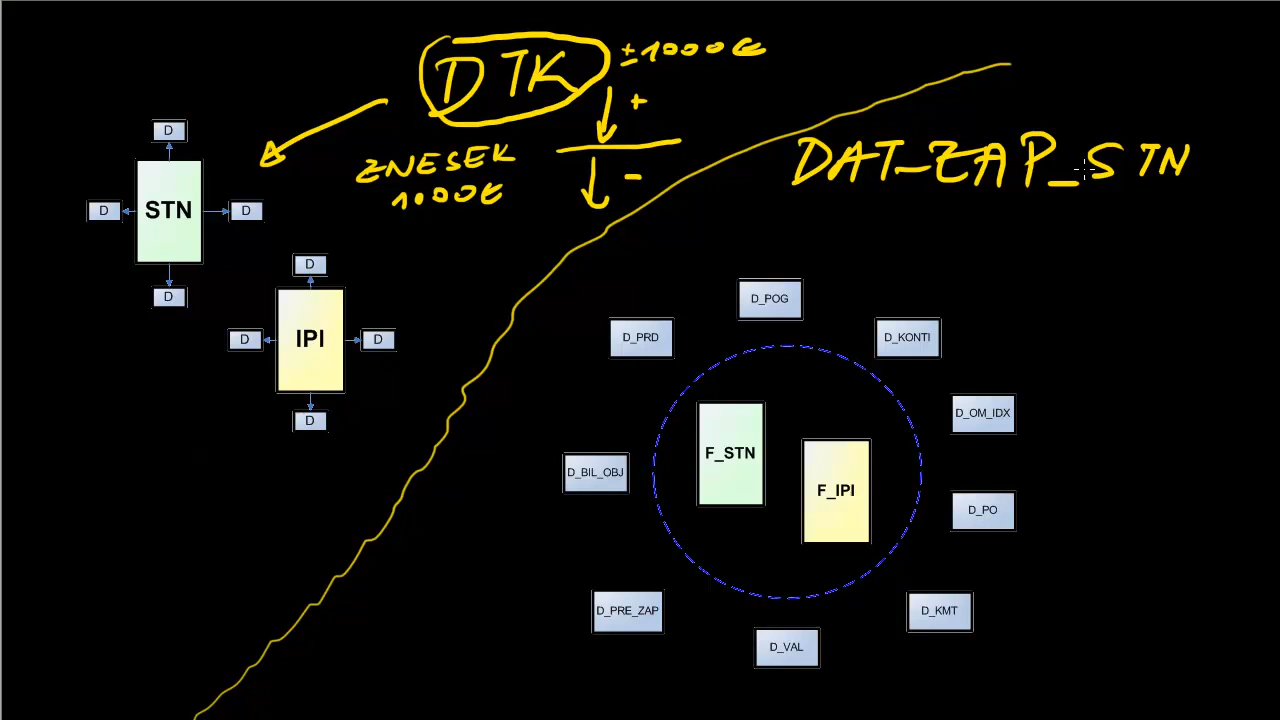 DTK
±1000€
+
ZNESEK
1000€
-
DAT_ZAP_STN
D
STN
D
D
D
D
IPI
D
D
D
D_POG
D_PRD
D_KONTI
D_OM_IDX
F_STN
D_BIL_OBJ
F_IPI
D_PO
D_PRE_ZAP
D_KMT
D_VAL